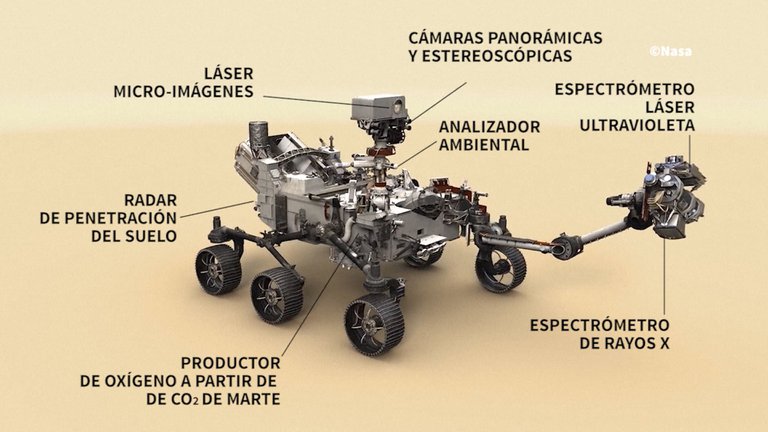 CÁMARAS PANORÁMICAS
Y ESTEREOSCÓPICAS
©Nasa
LÁSER
MICRO-IMÁGENES
ESPECTRÓMETRO
LÁSER
ULTRAVIOLETA
ANALIZADOR
AMBIENTAL
RADAR
DE PENETRACIÓN
DEL SUELO
ESPECTRÓMETRO
DE RAYOS X
PRODUCTOR
DE OXÍGENO A PARTIR DE
DE CO₂ DE MARTE